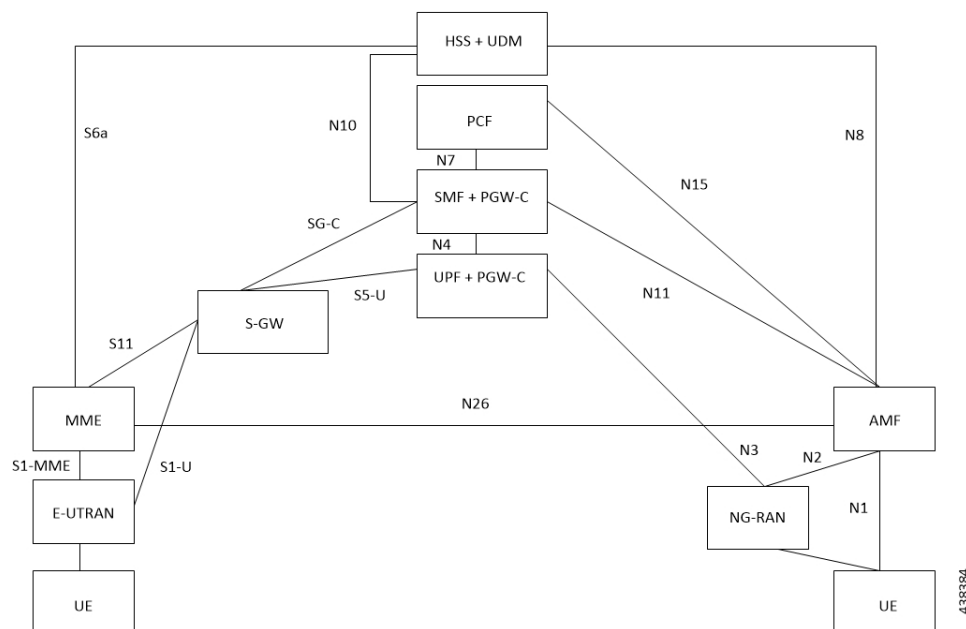 HSS + UDM
S6a
N10
PCF
N8
N7
N15
SMF + PGW-C
SG-C
N4
UPF + PGW-C
S5-U
N11
S-GW
S11
N26
MME
AMF
S1-MME
S1-U
N3
N2
E-UTRAN
NG-RAN
N1
UE
UE
438384